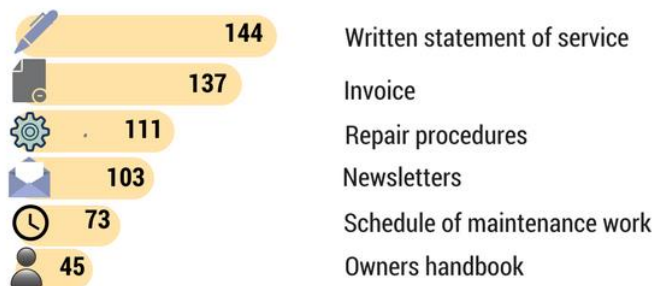 144 Written statement of service
137 Invoice
111 Repair procedures
103 Newsletters
73 Schedule of maintenance work
45 Owners handbook